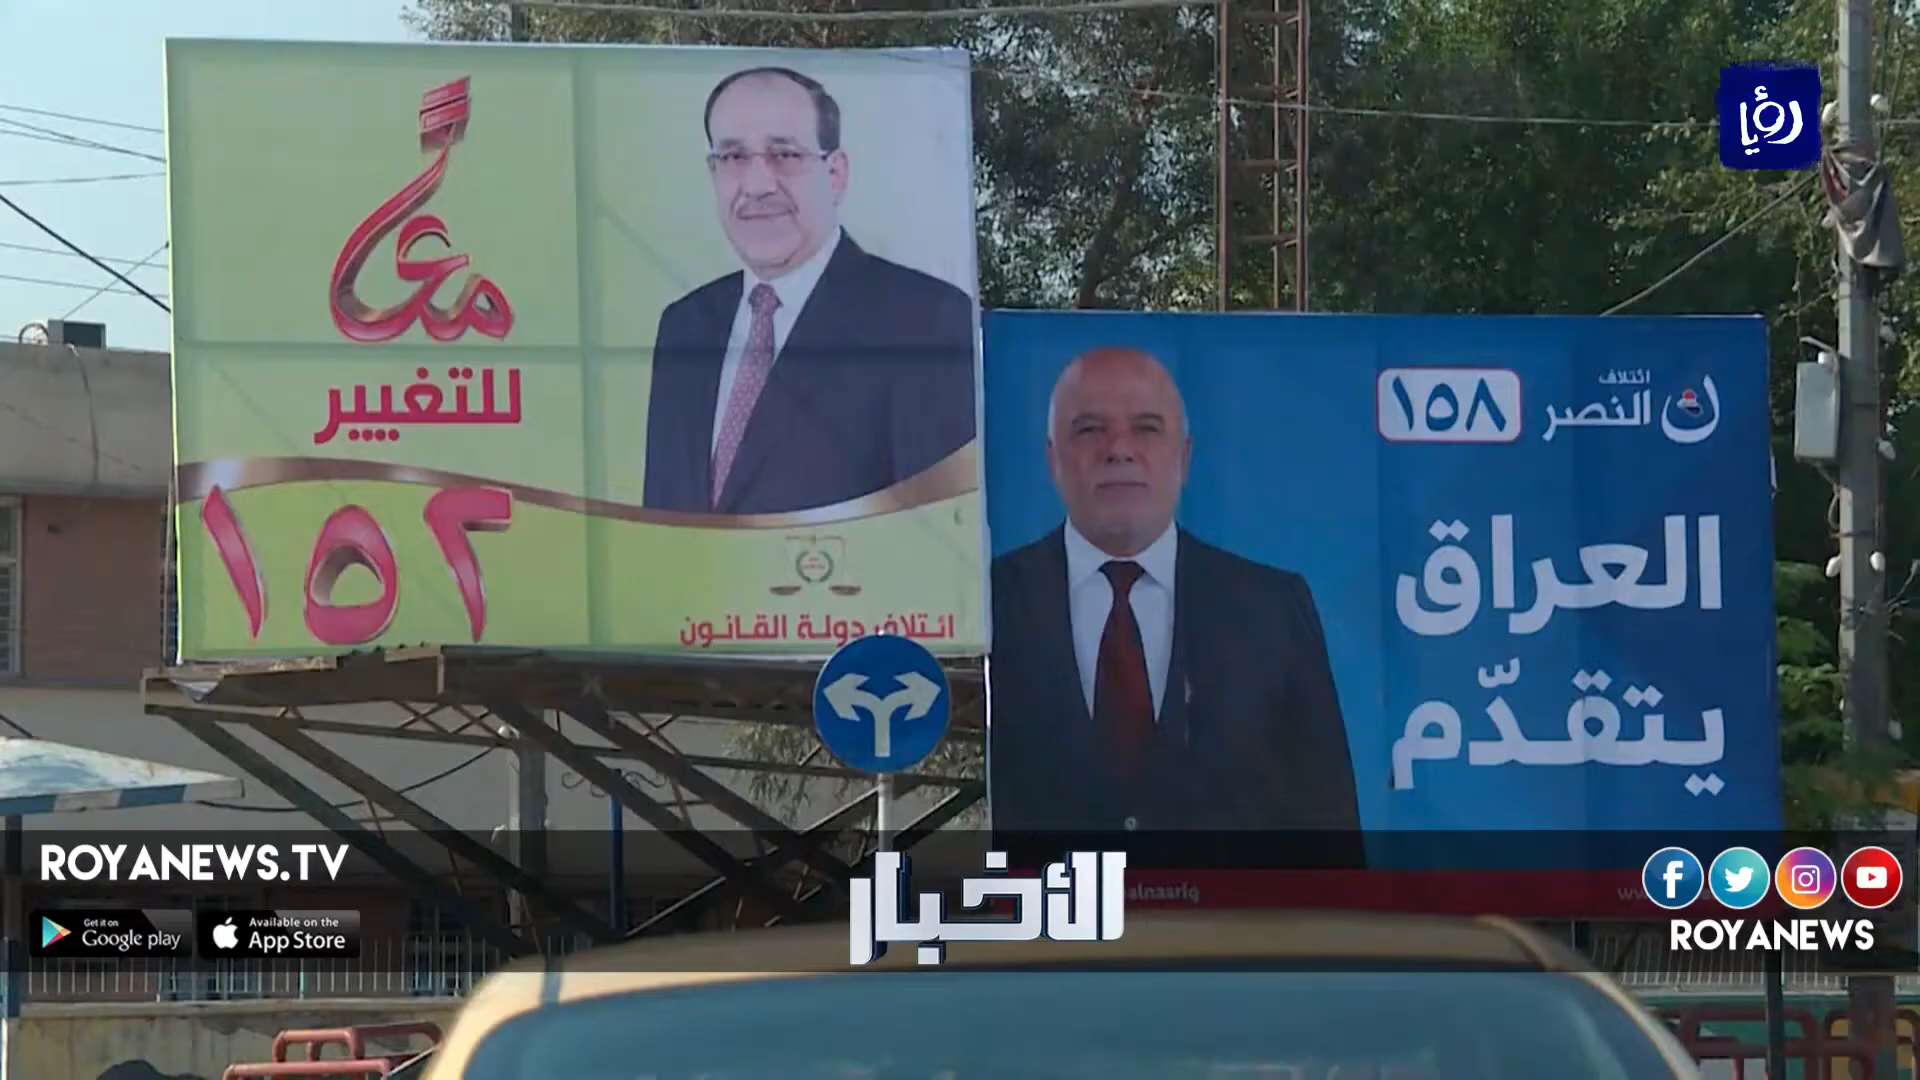 رؤيا
معاً
للتغيير
١٥٢
ائتلاف دولة القانون
ائتلاف
النصر
١٥٨
العراق
يتقدّم
ROYANEWS.TV
Get it on
Google play
Available on the
App Store
الأخبار
ROYANEWS